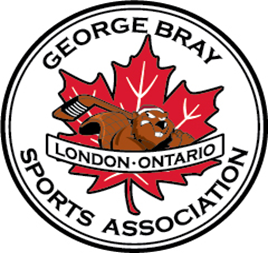 GEORGE BRAY
LONDON · ONTARIO
SPORTS ASSOCIATION